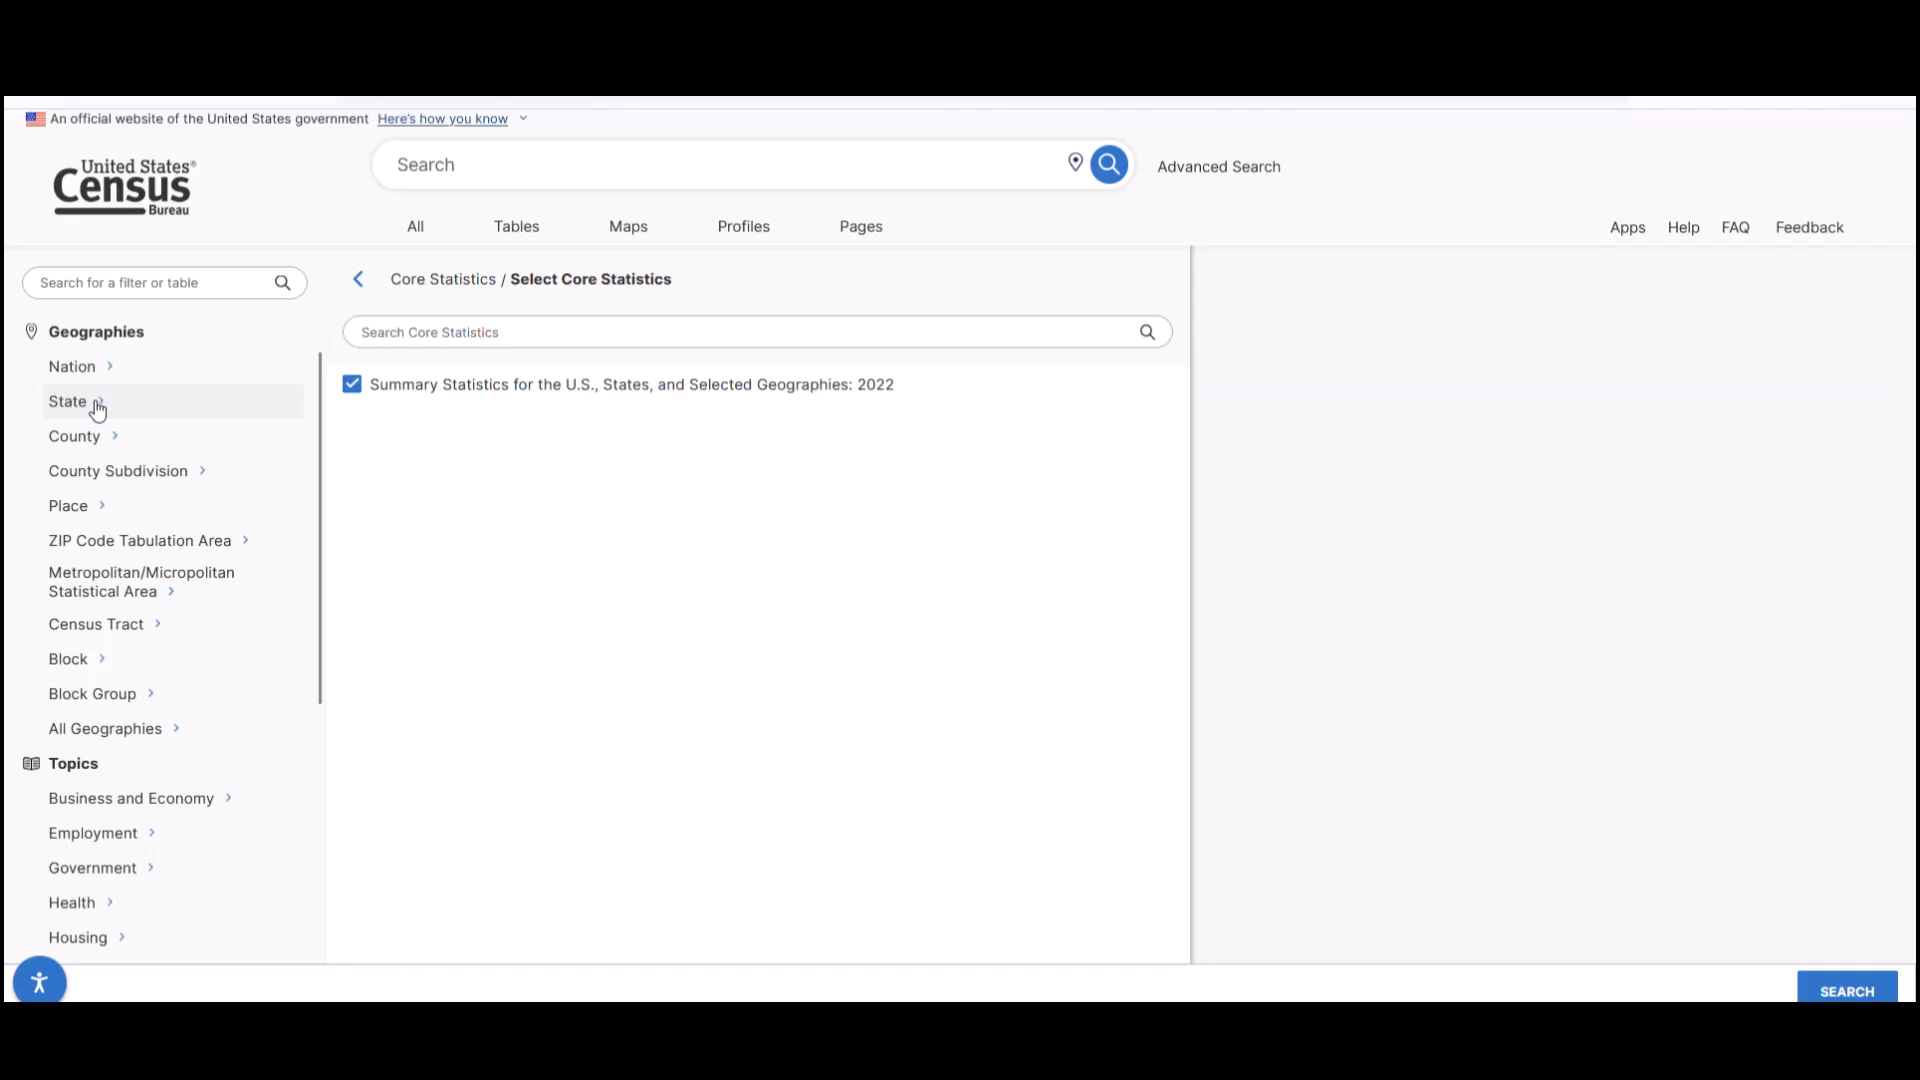 An official website of the United States government Here's how you know
United States®
Census
Bureau
Search
Advanced Search
All Tables Maps Profiles Pages
Apps Help FAQ Feedback
Search for a filter or table
Core Statistics / Select Core Statistics
Search Core Statistics
Summary Statistics for the U.S., States, and Selected Geographies: 2022
Geographies
Nation
State
County
County Subdivision
Place
ZIP Code Tabulation Area
Metropolitan/Micropolitan
Statistical Area
Census Tract
Block
Block Group
All Geographies
Topics
Business and Economy
Employment
Government
Health
Housing
SEARCH